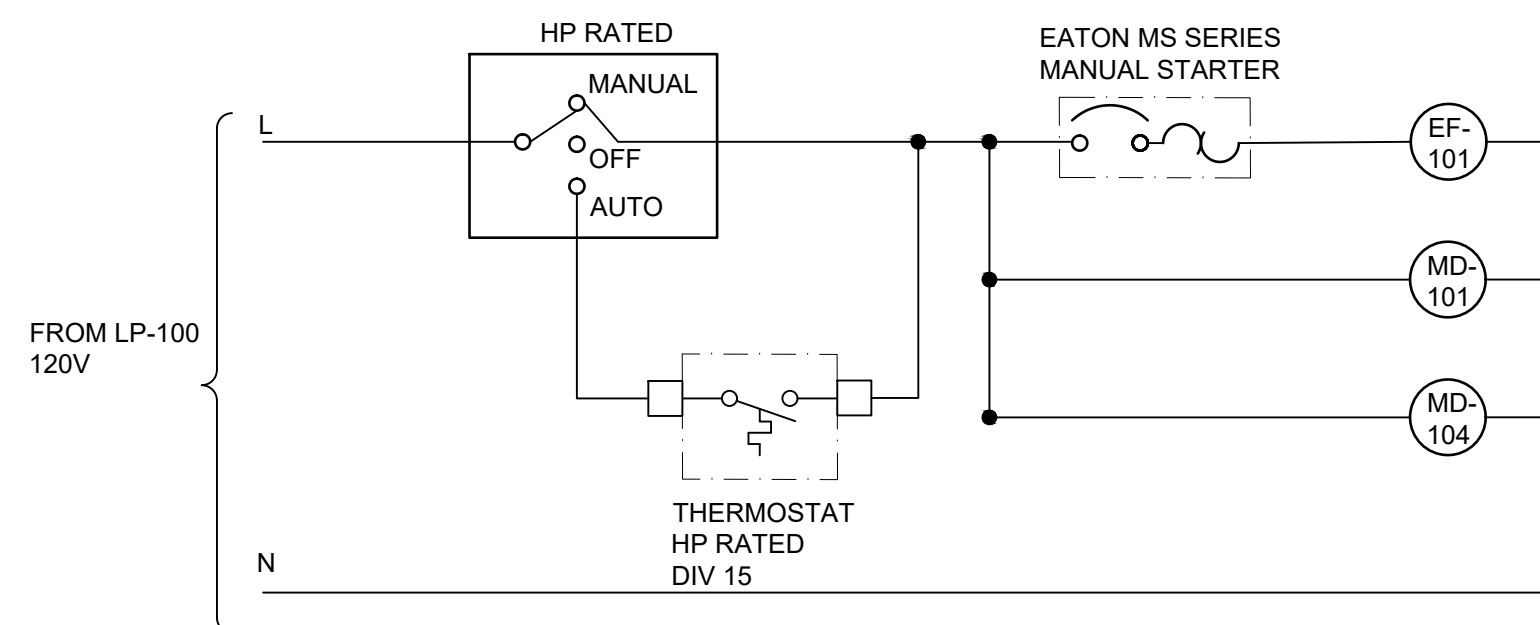 HP RATED
EATON MS SERIES
MANUAL STARTER
MANUAL
L
OFF
AUTO
EF-
101
MD-
101
FROM LP-100
120V
MD-
104
THERMOSTAT
HP RATED
DIV 15
N